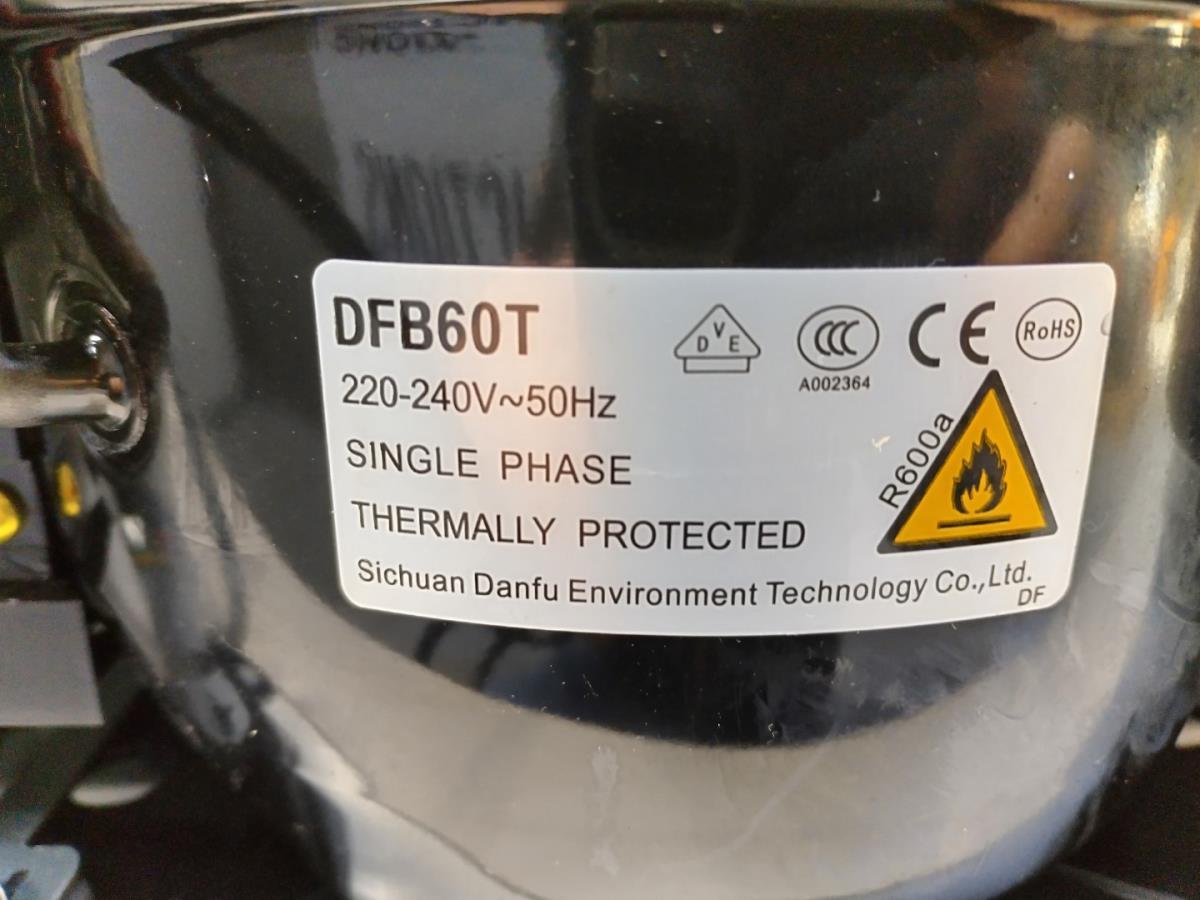 DFB60T
220-240V~50Hz
SINGLE PHASE
THERMALLY PROTECTED
Sichuan Danfu Environment Technology Co.,Ltd.
DF
VDE
CCC
A002364
CE
RoHS
R600a